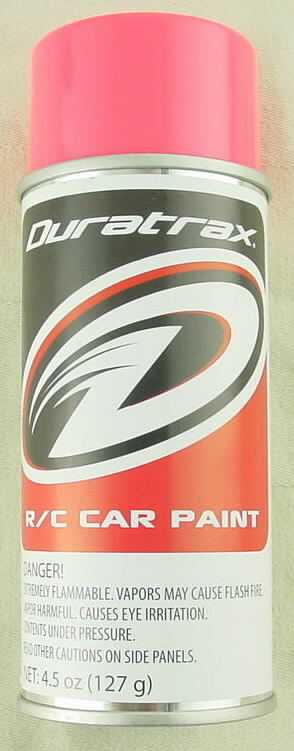 Duratrax
R/C CAR PAINT
DANGER!
EXTREMELY FLAMMABLE. VAPORS MAY CAUSE FLASH FIRE.
VAPOR HARMFUL. CAUSES EYE IRRITATION.
CONTENTS UNDER PRESSURE.
READ OTHER CAUTIONS ON SIDE PANELS.
NET: 4.5 oz (127 g)